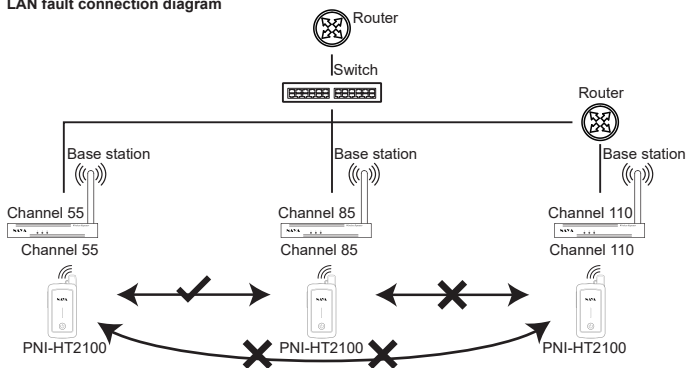 LAN fault connection diagram
Router
Switch
Router
Base station
Base station
Base station
Channel 55
Channel 85
Channel 110
Channel 55
Channel 85
Channel 110
PNI-HT2100
PNI-HT2100
PNI-HT2100